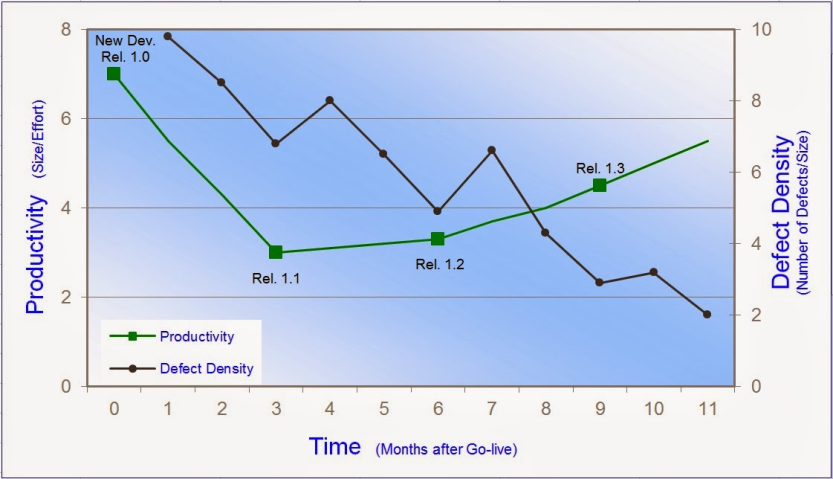 8
6
4
2
0
10
8
6
4
2
0
New Dev.
Rel. 1.0
Rel. 1.1
Rel. 1.2
Rel. 1.3
Productivity (Size/Effort)
Defect Density
(Number of Defects/Size)
Productivity
Defect Density
0 1 2 3 4 5 6 7 8 9 10 11
Time (Months after Go-live)